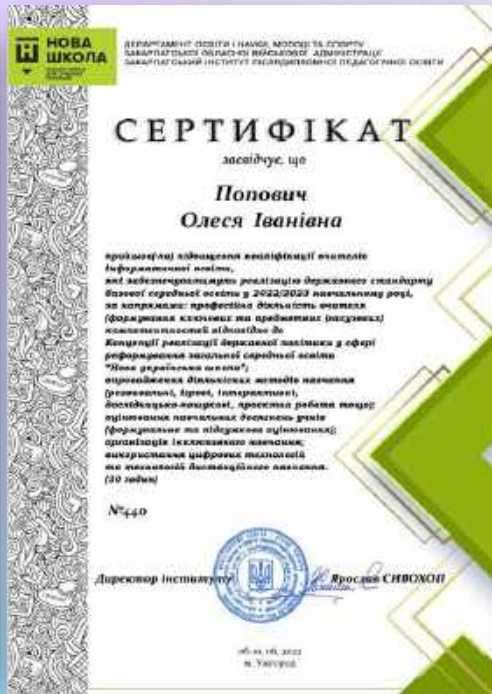 НОВА
ШКОЛА
ДЕПАРТАМЕНТ ОСВІТИ І НАУКИ, МОЛОДІ ТА СПОРТУ
ЗАКАРПАТСЬКОЇ ОБЛАСНОЇ ВІЙСЬКОВОЇ АДМІНІСТРАЦІЇ
ЗАКАРПАТСЬКИЙ ІНСТИТУТ ПІСЛЯДИПЛОМНОЇ ПЕДАГОГІЧНОЇ ОСВІТИ
СЕРТИФІКАТ
засвідчує, що
Попович
Олеся Іванівна
пройшов(ла) підвищення кваліфікації вчителів
інформатичної освіти,
які забезпечуватимуть реалізацію державного стандарту
базової середньої освіти у 2022/2023 навчальному році,
за напрямами: професійна діяльність вчителя
(формування ключових та предметних (галузевих)
компетентностей відповідно до
Концепції реалізації державної політики у сфері
реформування загальної середньої освіти
"Нова українська школа";
впровадження діяльнісних методів навчання
(розвивальні, ігрові, інтерактивні,
дослідницько-пошукові, проєктна робота тощо);
оцінювання навчальних досягнень учнів
(формувальне та підсумкове оцінювання);
організація інклюзивного навчання;
використання цифрових технологій
та технологій дистанційного навчання.
(30 годин)
№440
Директор інституту Ярослав СИВОХОП
06-10.06.2022
м. Ужгород